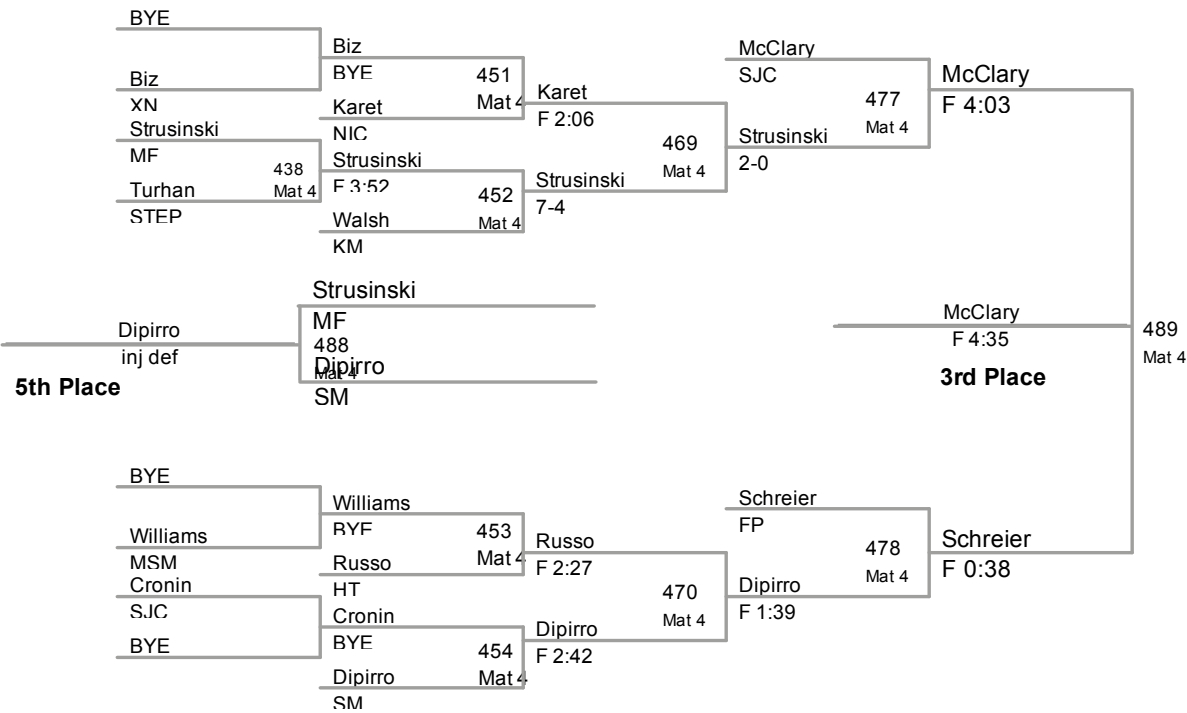 BYE
Biz
XN
Strusinski
MF
Turhan
STEP
438
Mat 4
Biz
BYE
Karet
NIC
451
Mat 4
Strusinski
F 3:52
Walsh
KM
452
Mat 4
Karet
F 2:06
Strusinski
7-4
469
Mat 4
McClary
SJC
Strusinski
2-0
477
Mat 4
McClary
F 4:03
Strusinski
MF
488
Mat 4
Dipirro
SM
Dipirro
inj def
5th Place
McClary
F 4:35
3rd Place
489
Mat 4
BYE
Williams
MSM
Cronin
SJC
BYE
Williams
BYE
Russo
HT
453
Mat 4
Cronin
BYE
Dipirro
SM
454
Mat 4
Russo
F 2:27
Dipirro
F 2:42
470
Mat 4
Schreier
FP
Dipirro
F 1:39
478
Mat 4
Schreier
F 0:38